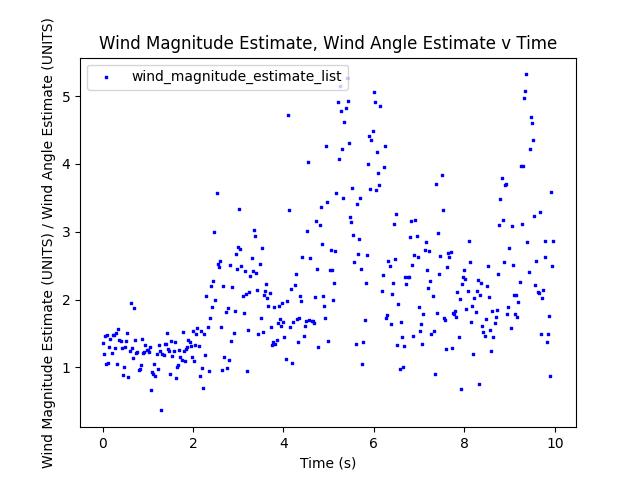 Wind Magnitude Estimate, Wind Angle Estimate v Time
wind_magnitude_estimate_list
Wind Magnitude Estimate (UNITS) / Wind Angle Estimate (UNITS)
5
4
3
2
1
0 2 4 6 8 10
Time (s)